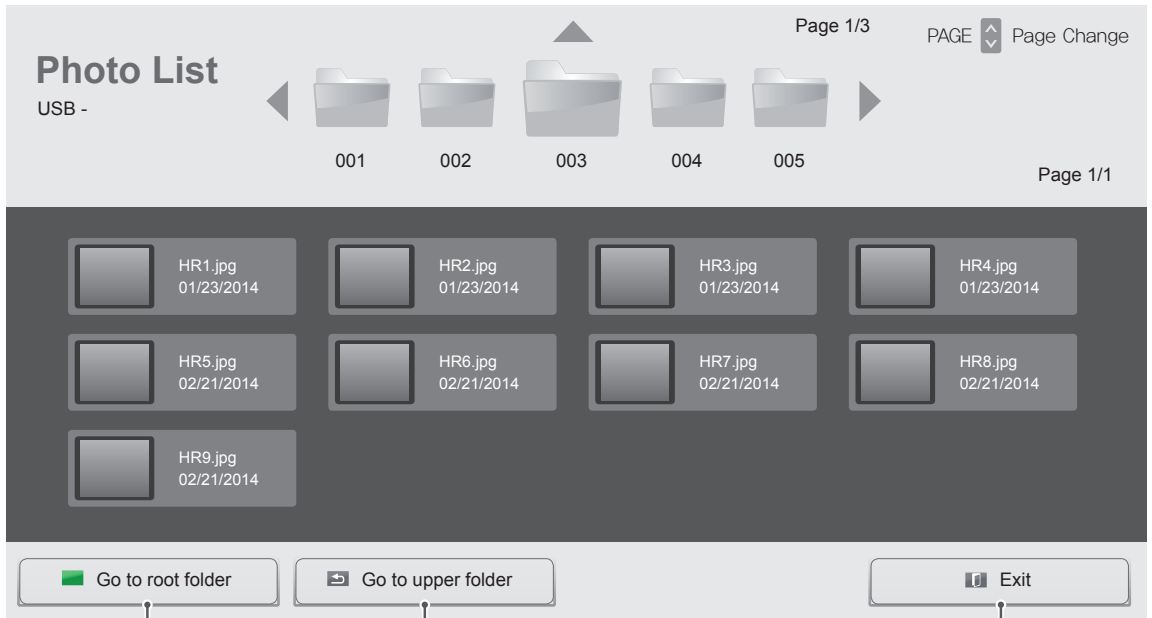 Page 1/3
PAGE Page Change
Photo List
USB -
001 002 003 004 005
Page 1/1
HR1.jpg
01/23/2014
HR2.jpg
01/23/2014
HR3.jpg
01/23/2014
HR4.jpg
01/23/2014
HR5.jpg
02/21/2014
HR6.jpg
02/21/2014
HR7.jpg
02/21/2014
HR8.jpg
02/21/2014
HR9.jpg
02/21/2014
Go to root folder
Go to upper folder
Exit